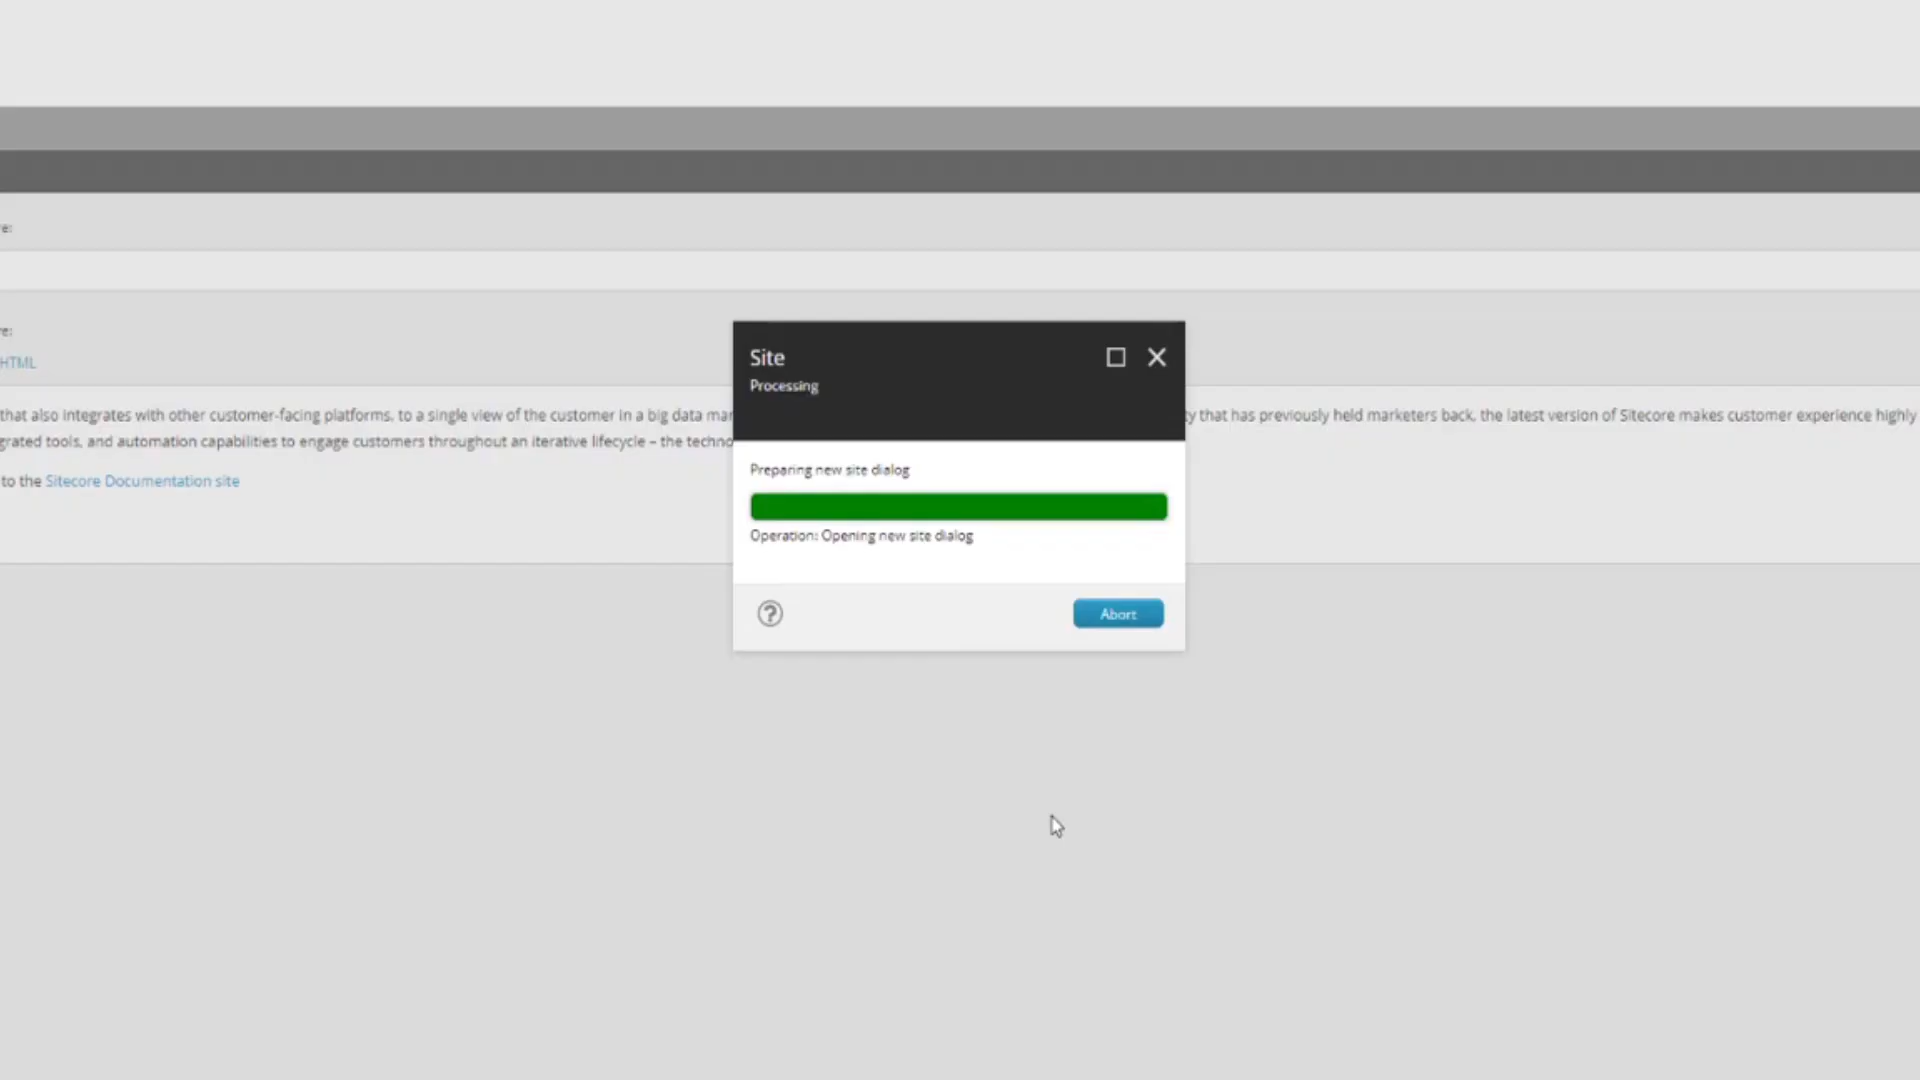 re:
re:
HTML
Site
Processing
that also integrates with other customer-facing platforms, to a single view of the customer in a big data mar
ty that has previously held marketers back, the latest version of Sitecore makes customer experience highly
grated tools, and automation capabilities to engage customers throughout an iterative lifecycle – the techno
to the Sitecore Documentation site
Preparing new site dialog
Operation: Opening new site dialog
?
Abort